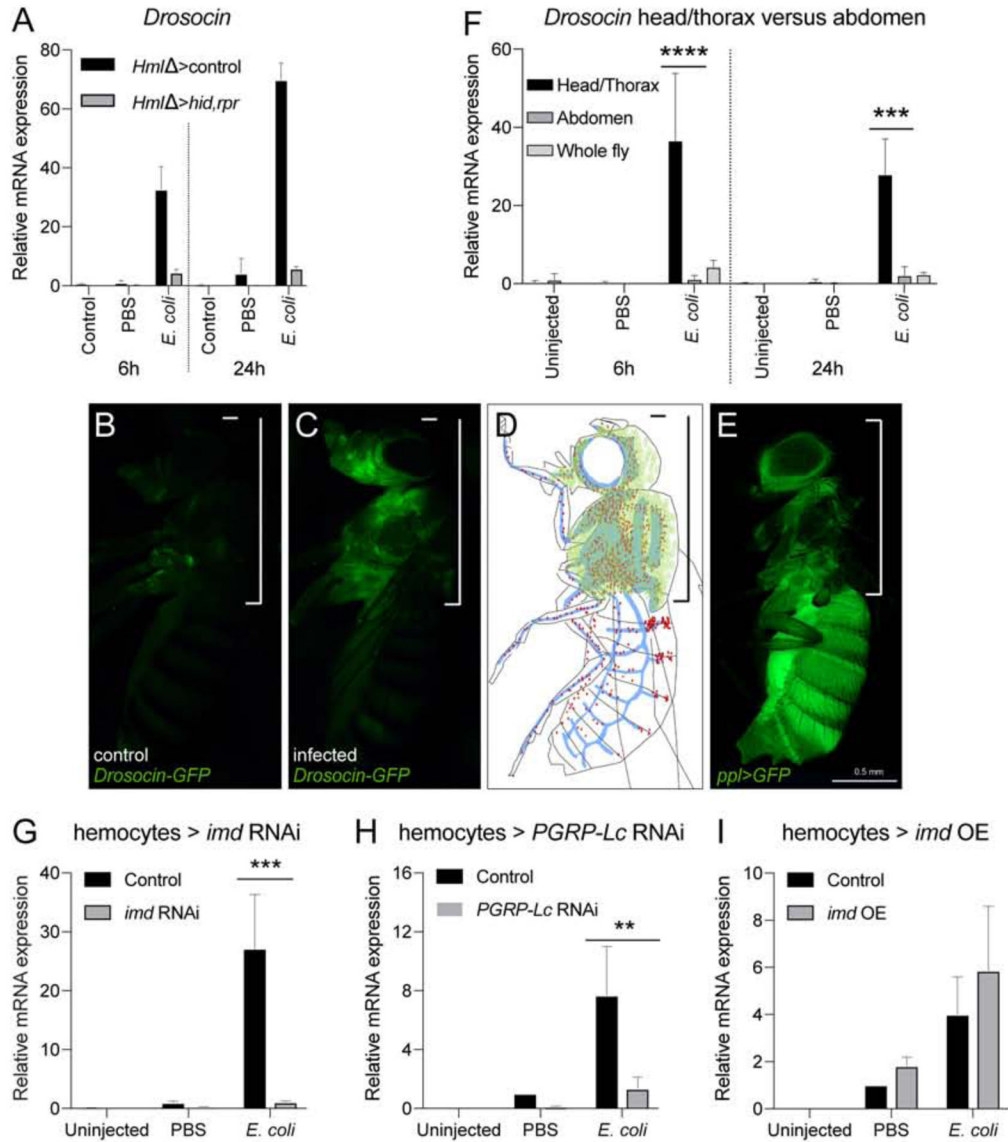 A
Drosocin
Relative mRNA expression
80
60
40
20
0
HmlΔ>control
HmlΔ>hid,rpr
Control
PBS
E. coli
Control
PBS
E. coli
6h
24h
F
Drosocin head/thorax versus abdomen
Relative mRNA expression
60
40
20
0
Head/Thorax
Abdomen
Whole fly
****
***
Uninjected
PBS
E. coli
Uninjected
PBS
E. coli
6h
24h
B
control
Drosocin-GFP
C
infected
Drosocin-GFP
D
E
ppl>GFP
0.5 mm
G
hemocytes > imd RNAi
Relative mRNA expression
40
30
20
10
0
Control
imd RNAi
***
Uninjected
PBS
E. coli
H
hemocytes > PGRP-Lc RNAi
Relative mRNA expression
16
12
8
4
0
Control
PGRP-Lc RNAi
**
Uninjected
PBS
E. coli
I
hemocytes > imd OE
Relative mRNA expression
10
8
6
4
2
0
Control
imd OE
Uninjected
PBS
E. coli